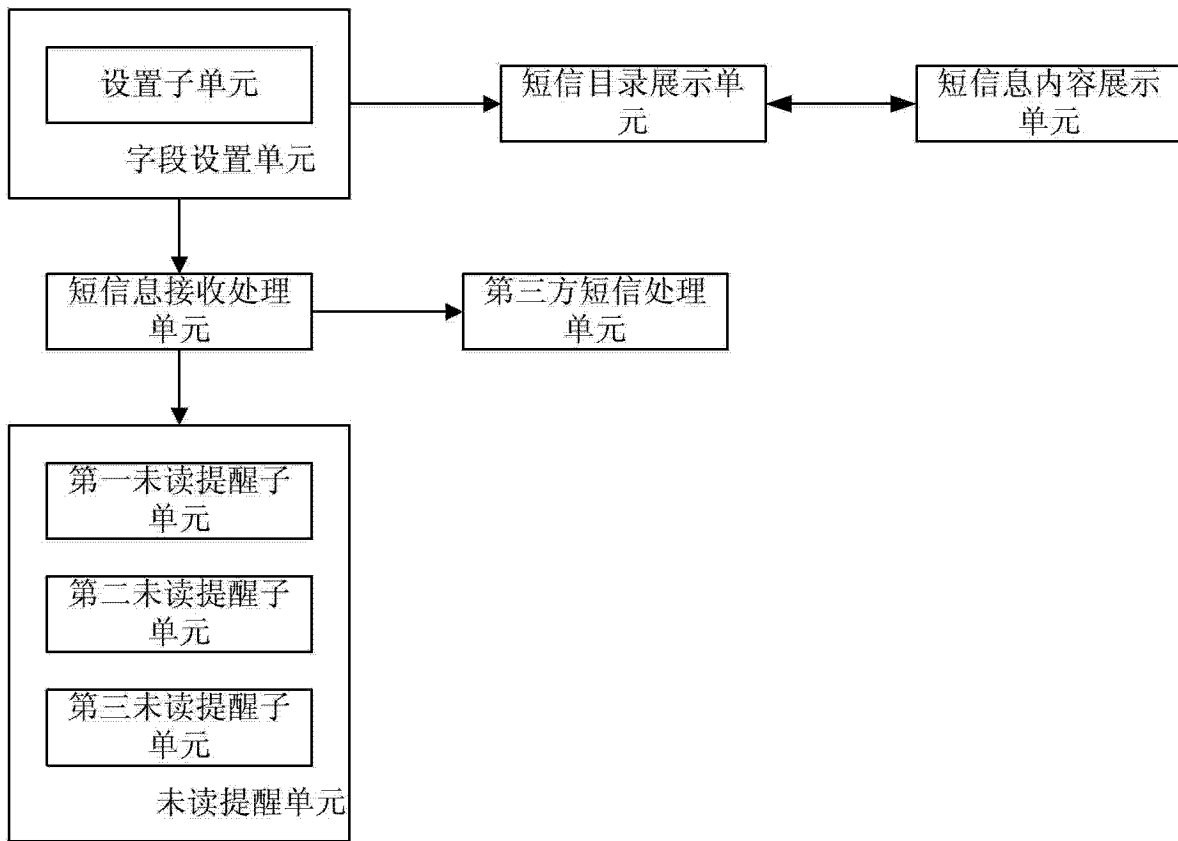 设置子单元
字段设置单元
短信目录展示单
元
短信息内容展示
单元
短信息接收处理
单元
第三方短信处理
单元
第一未读提醒子
单元
第二未读提醒子
单元
第三未读提醒子
单元
未读提醒单元